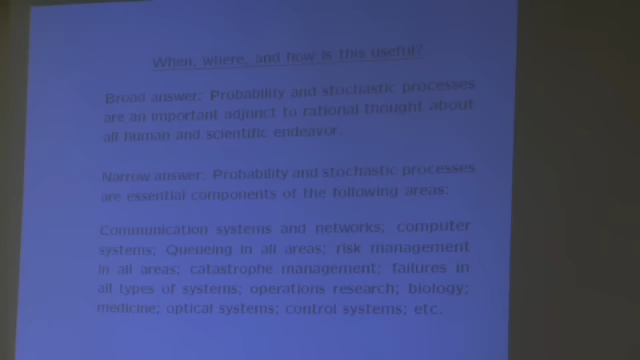 When, where, and how is this useful?
Broad answer: Probability and stochastic processes
are an important adjunct to rational thought about
all human and scientific endeavor.
Narrow answer: Probability and stochastic processes
are essential components of the following areas:
Communication systems and networks; computer
systems; Queueing in all areas; risk management
in all areas; catastrophe management; failures in
all types of systems; operations research; biology;
medicine; optical systems; control systems; etc.